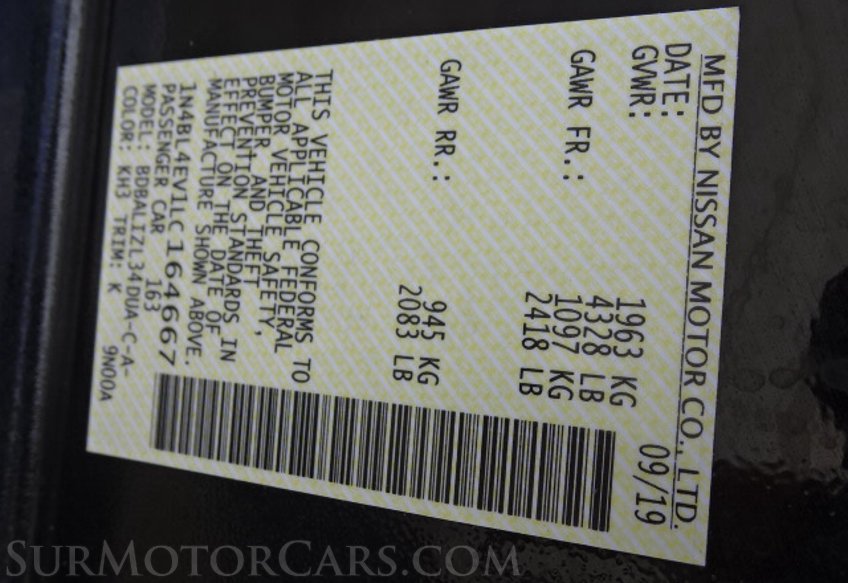 MFD BY NISSAN MOTOR CO., LTD.
DATE: 09/19
GVWR: 1963 KG
4328 LB
GAWR FR.: 1097 KG
2418 LB
GAWR RR.: 945 KG
2083 LB
THIS VEHICLE CONFORMS TO
ALL APPLICABLE FEDERAL
MOTOR VEHICLE SAFETY,
BUMPER, AND THEFT
PREVENTION STANDARDS IN
EFFECT ON THE DATE OF
MANUFACTURE SHOWN ABOVE.
1N4BL4EV1LC164667
PASSENGER CAR 163
MODEL: BDBALIZL34DUA-C-A-
COLOR: KH3 TRIM: K 9N00A
SURMOTORCARS.COM